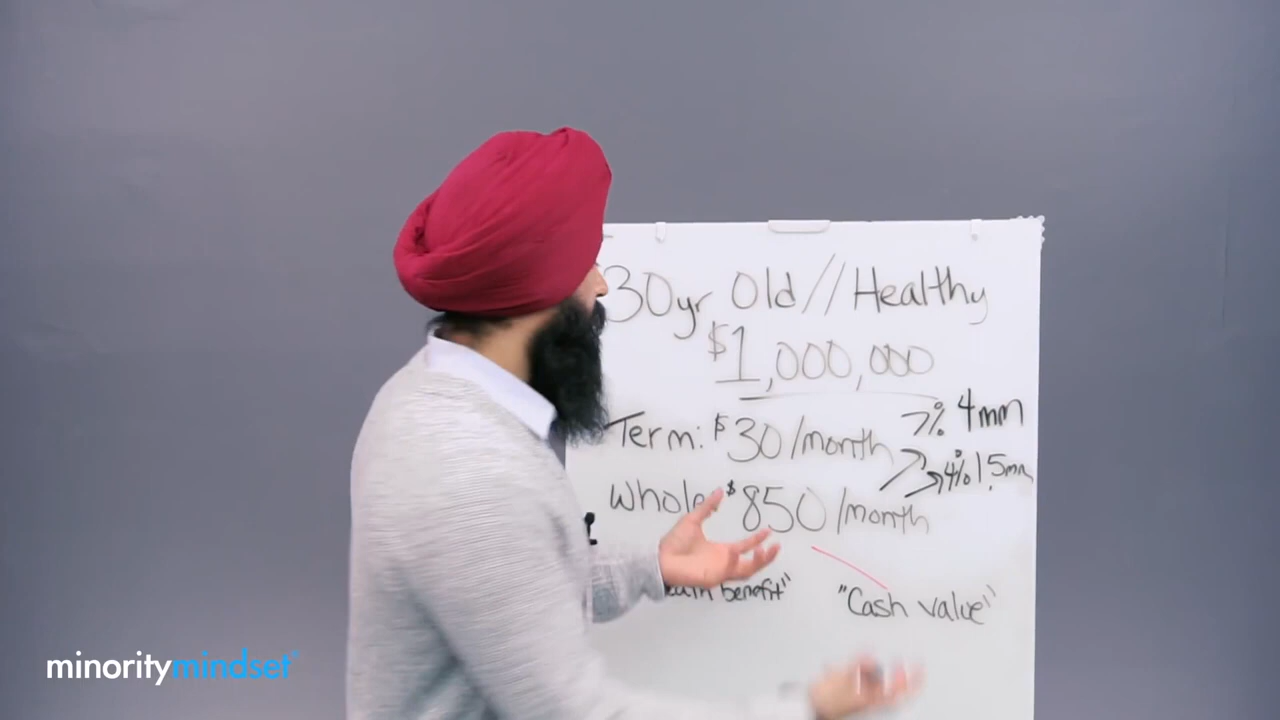 30yr Old // Healthy
$1,000,000
Term: $30/month 7% 4mm
4% 1.5mm
Whole $850/month
benefit" "Cash value"
minoritymindset